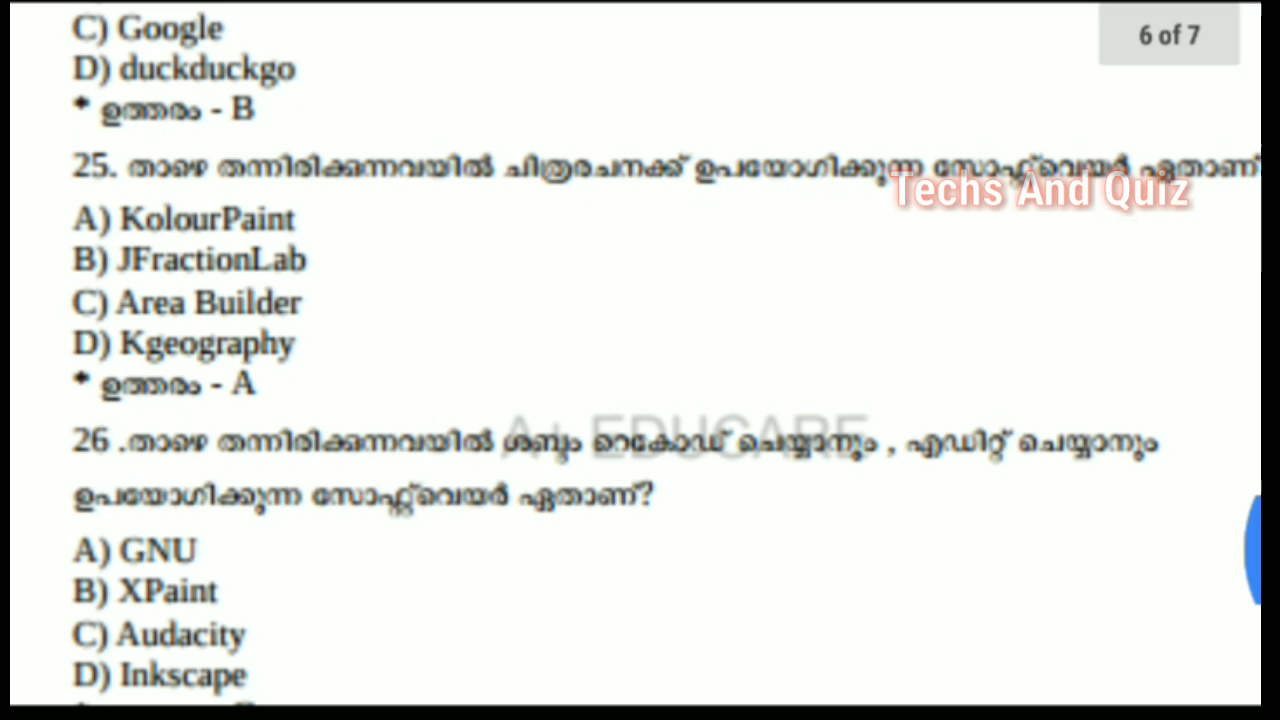 C) Google
6 of 7
D) duckduckgo
* ഉത്തരം - B
25. താഴെ തന്നിരിക്കുന്നവയിൽ ചിത്രരചനക്ക് ഉപയോഗിക്കുന്ന സോഫ്റ്റ്‌വെയർ ഏതാണ്
Techs And Quiz
A) KolourPaint
B) JFractionLab
C) Area Builder
D) Kgeography
* ഉത്തരം - A
A+ EDUCARE
26 .താഴെ തന്നിരിക്കുന്നവയിൽ ശബ്ദം റെകോഡ് ചെയ്യാനും , എഡിറ്റ് ചെയ്യാനും
ഉപയോഗിക്കുന്ന സോഫ്റ്റ്‌വെയർ ഏതാണ്?
A) GNU
B) XPaint
C) Audacity
D) Inkscape